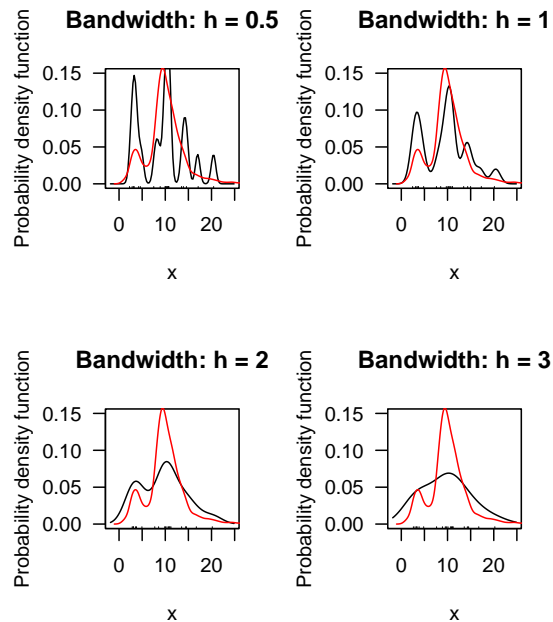 Bandwidth: h = 0.5
Probability density function
0.15
0.10
0.05
0.00
0 10 20
x
Bandwidth: h = 1
Probability density function
0.15
0.10
0.05
0.00
0 10 20
x
Bandwidth: h = 2
Probability density function
0.15
0.10
0.05
0.00
0 10 20
x
Bandwidth: h = 3
Probability density function
0.15
0.10
0.05
0.00
0 10 20
x